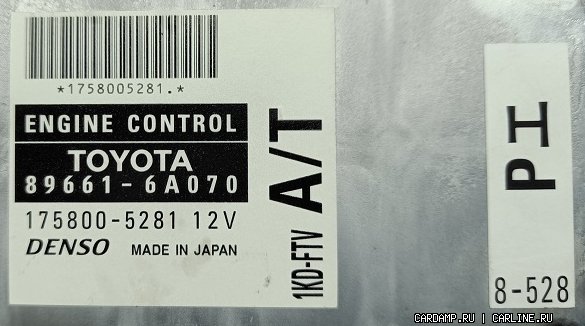 *1758005281.*
ENGINE CONTROL
TOYOTA
89661-6A070
175800-5281 12V
DENSO MADE IN JAPAN
1KD-FTV A/T
PI
8-528
CARDAMP.RU | CARLINE.RU